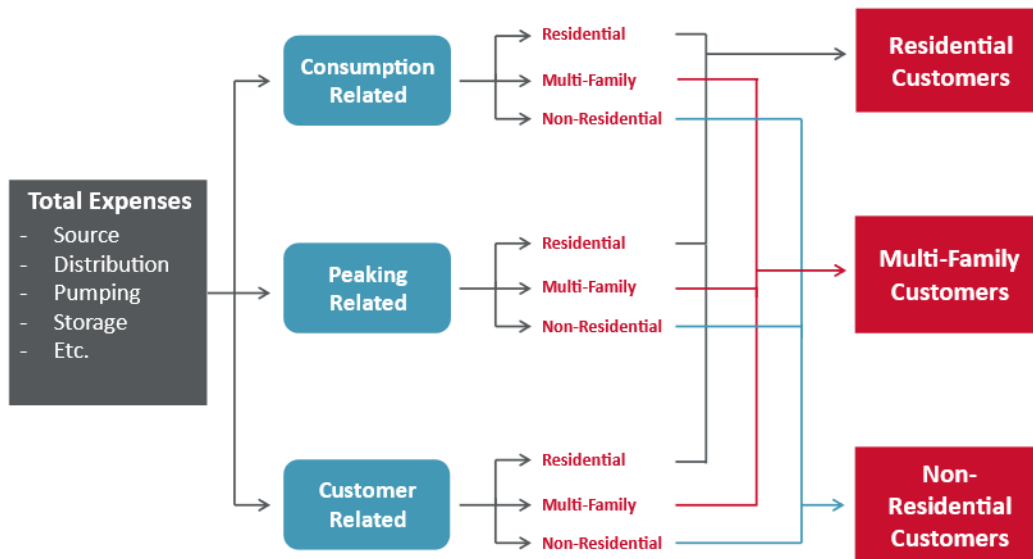 Total Expenses
- Source
- Distribution
- Pumping
- Storage
- Etc.
Consumption
Related
Residential
Multi-Family
Non-Residential
Peaking
Related
Residential
Multi-Family
Non-Residential
Customer
Related
Residential
Multi-Family
Non-Residential
Residential
Customers
Multi-Family
Customers
Non-
Residential
Customers